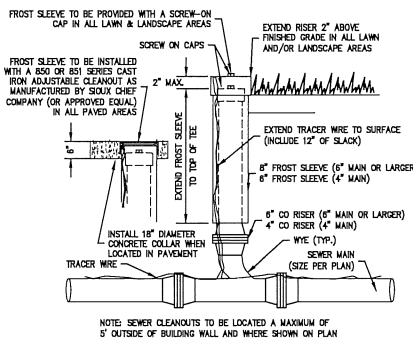 FROST SLEEVE TO BE PROVIDED WITH A SCREW-ON
CAP IN ALL LAWN & LANDSCAPE AREAS
SCREW ON CAPS
EXTEND RISER 2" ABOVE
FINISHED GRADE IN ALL LAWN
AND/OR LANDSCAPE AREAS
FROST SLEEVE TO BE INSTALLED
WITH A 850 OR 851 SERIES CAST
IRON ADJUSTABLE CLEANOUT AS
MANUFACTURED BY SIOUX CHIEF
COMPANY (OR APPROVED EQUAL)
IN ALL PAVED AREAS
2" MAX.
EXTEND FROST SLEEVE
TO TOP OF TEE
6"
EXTEND TRACER WIRE TO SURFACE
(INCLUDE 12" OF SLACK)
8" FROST SLEEVE (6" MAIN OR LARGER)
6" FROST SLEEVE (4" MAIN)
INSTALL 18" DIAMETER
CONCRETE COLLAR WHEN
LOCATED IN PAVEMENT
6" CO RISER (6" MAIN OR LARGER)
4" CO RISER (4" MAIN)
WYE (TYP.)
TRACER WIRE
SEWER MAIN
(SIZE PER PLAN)
NOTE: SEWER CLEANOUTS TO BE LOCATED A MAXIMUM OF
5' OUTSIDE OF BUILDING WALL AND WHERE SHOWN ON PLAN